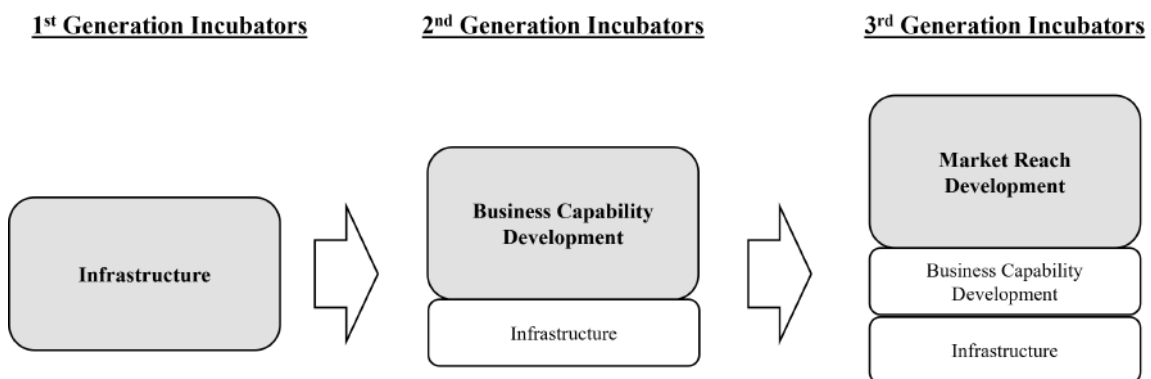 1st Generation Incubators
2nd Generation Incubators
3rd Generation Incubators
Infrastructure
Business Capability
Development
Infrastructure
Market Reach
Development
Business Capability
Development
Infrastructure